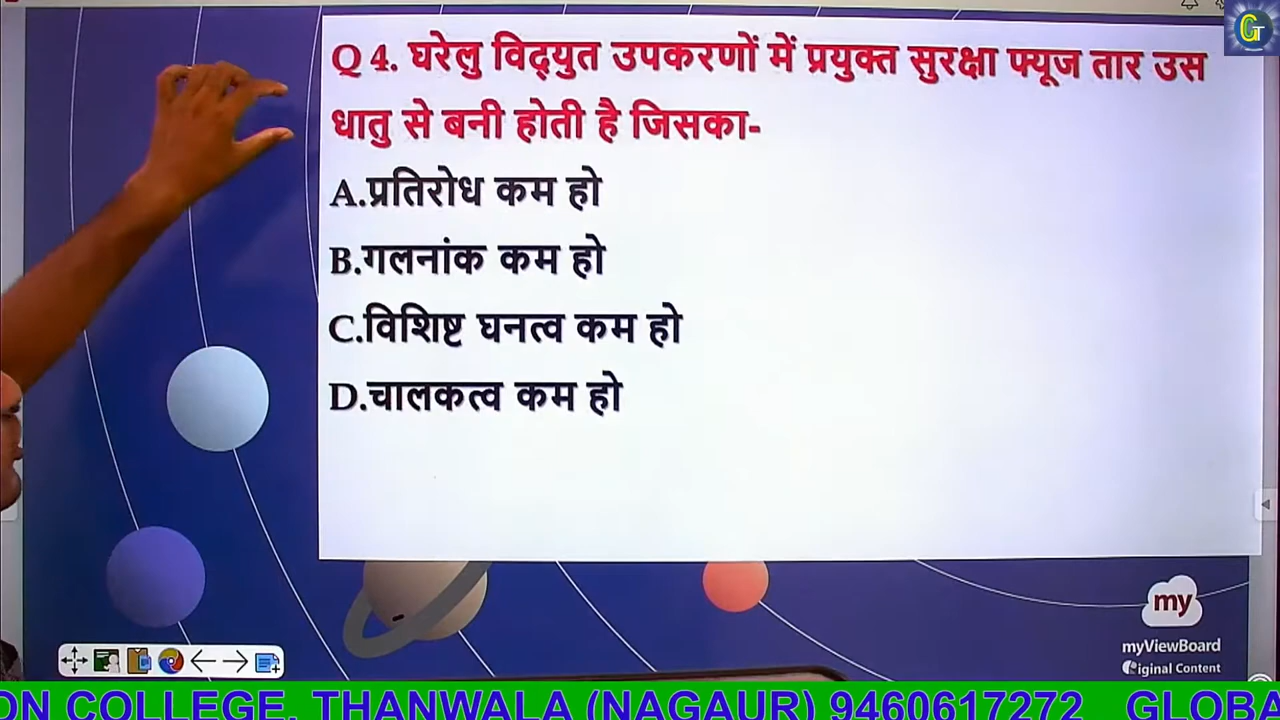 Q 4. घरेलु विद्युत उपकरणों में प्रयुक्त सुरक्षा फ्यूज तार उस
धातु से बनी होती है जिसका-
A.प्रतिरोध कम हो
B.गलनांक कम हो
C.विशिष्ट घनत्व कम हो
D.चालकत्व कम हो
my
myViewBoard
iginal Content
ON COLLEGE, THANWALA (NAGAUR) 9460617272 GLOBA